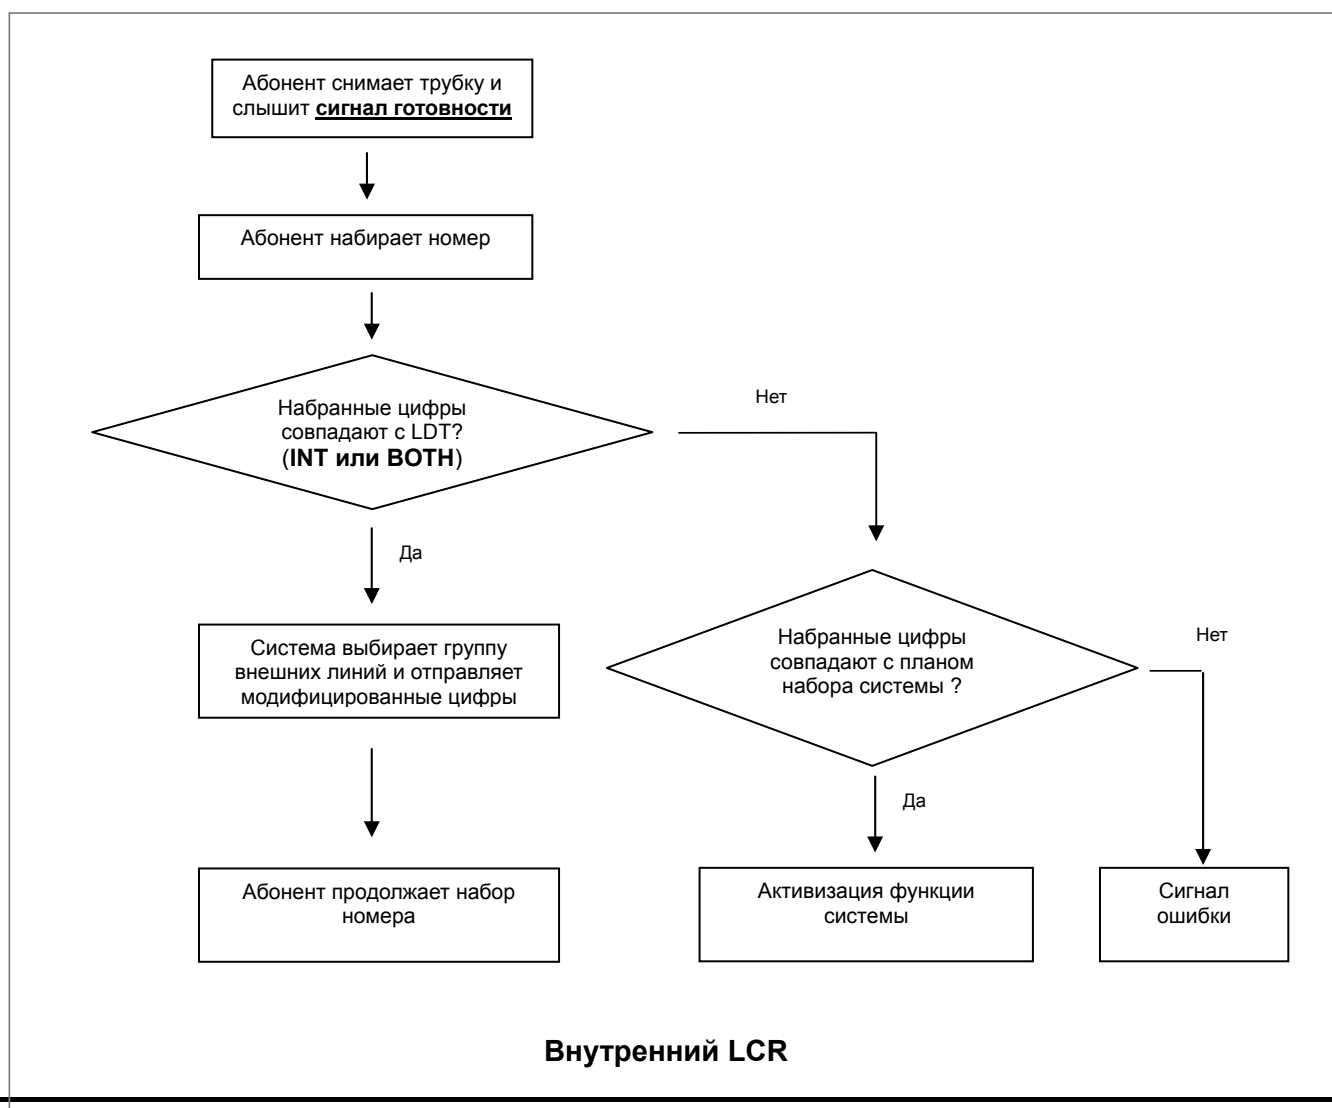 Абонент снимает трубку и
слышит сигнал готовности
Абонент набирает номер
Набранные цифры
совпадают с LDT?
(INT или BOTH)
Нет
Да
Система выбирает группу
внешних линий и отправляет
модифицированные цифры
Набранные цифры
совпадают с планом
набора системы ?
Нет
Да
Абонент продолжает набор
номера
Активизация функции
системы
Сигнал
ошибки
Внутренний LCR